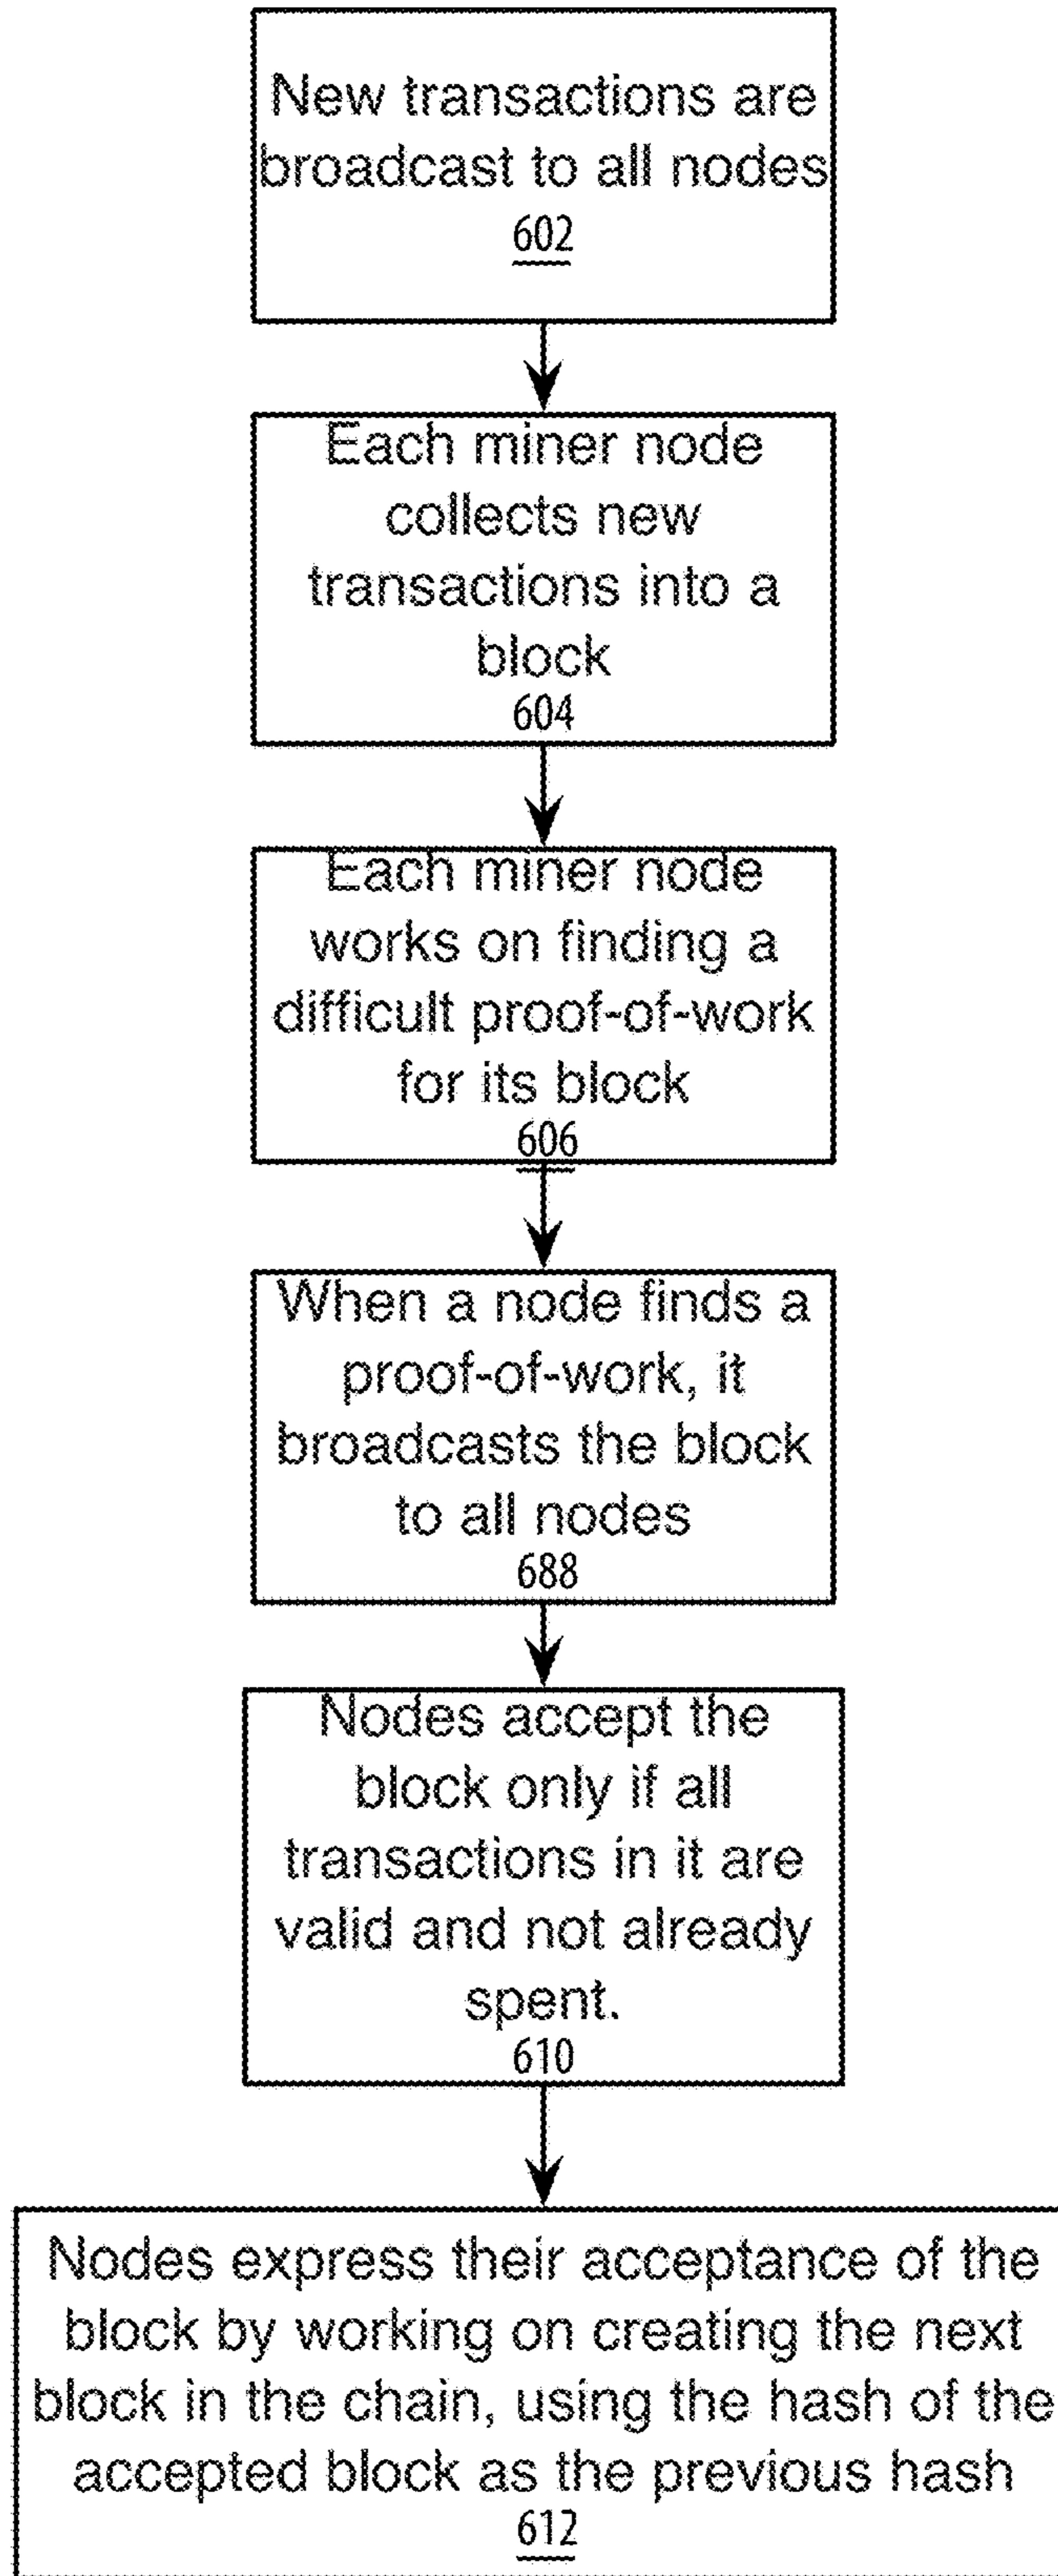 New transactions are
broadcast to all nodes
602
Each miner node
collects new
transactions into a
block
604
Each miner node
works on finding a
difficult proof-of-work
for its block
606
When a node finds a
proof-of-work, it
broadcasts the block
to all nodes
688
Nodes accept the
block only if all
transactions in it are
valid and not already
spent.
610
Nodes express their acceptance of the
block by working on creating the next
block in the chain, using the hash of the
accepted block as the previous hash
612